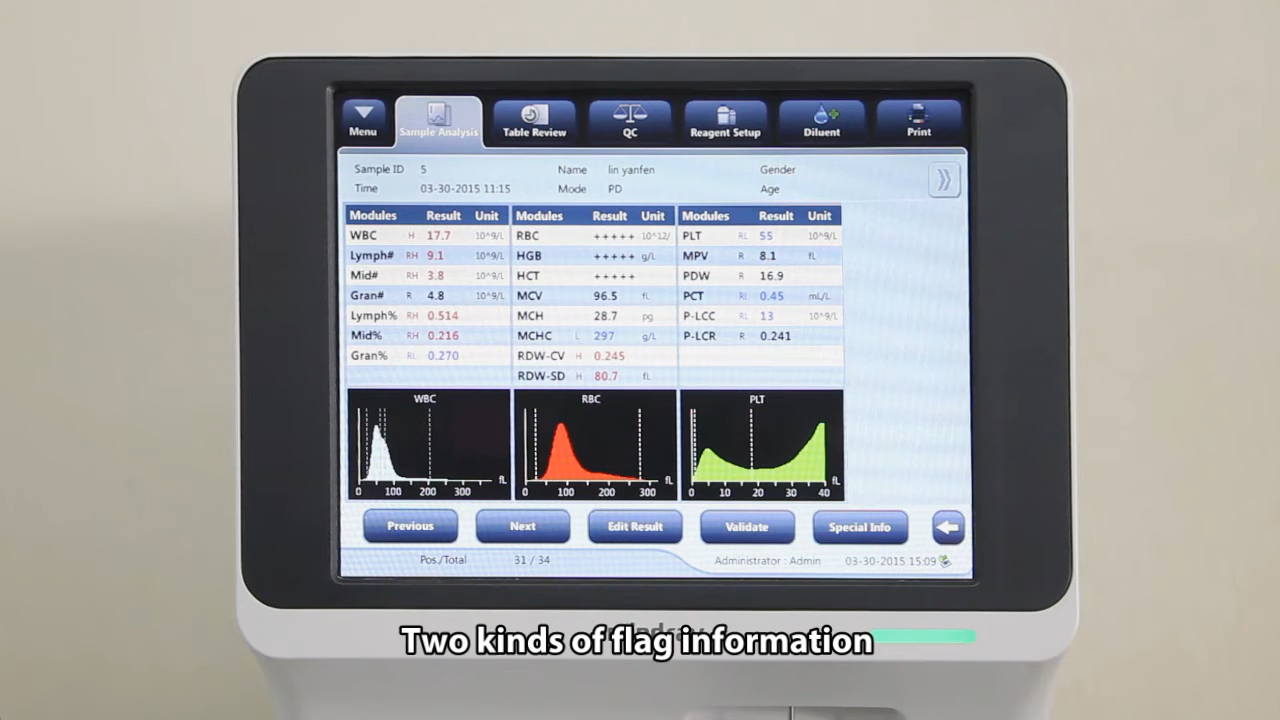 Menu Sample Analysis Table Review QC Reagent Setup Diluent Print
Sample ID 5 Name lin yanfen Gender
Time 03-30-2015 11:15 Mode PD Age
Modules Result Unit Modules Result Unit Modules Result Unit
WBC H 17.7 10^9/L RBC +++++ 10^12/ PLT RL 55 10^9/L
Lymph# RH 9.1 10^9/L HGB +++++ g/L MPV R 8.1 fL
Mid# RH 3.8 10^9/L HCT +++++ PDW R 16.9
Gran# R 4.8 10^9/L MCV 96.5 fL PCT RL 0.45 mL/L
Lymph% RH 0.514 MCH 28.7 pg P-LCC RL 13 10^9/L
Mid% RH 0.216 MCHC L 297 g/L P-LCR R 0.241
Gran% RL 0.270 RDW-CV H 0.245
RDW-SD H 80.7 fL
WBC RBC PLT
fL fL fL
0 100 200 300 0 100 200 300 0 10 20 30 40
Previous Next Edit Result Validate Special Info
Pos./Total 31 / 34 Administrator : Admin 03-30-2015 15:09
Two kinds of flag information